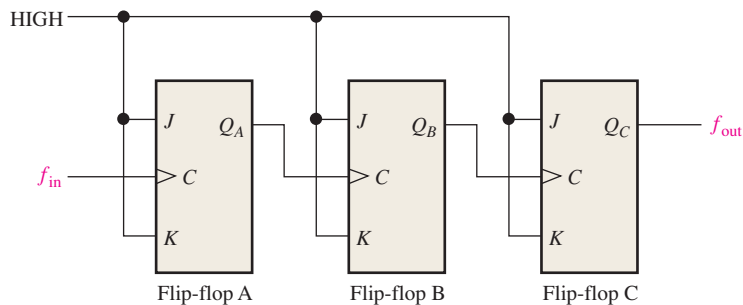 HIGH
J Q_A J Q_B J Q_C f_out
f_in C C C
K K K
Flip-flop A Flip-flop B Flip-flop C